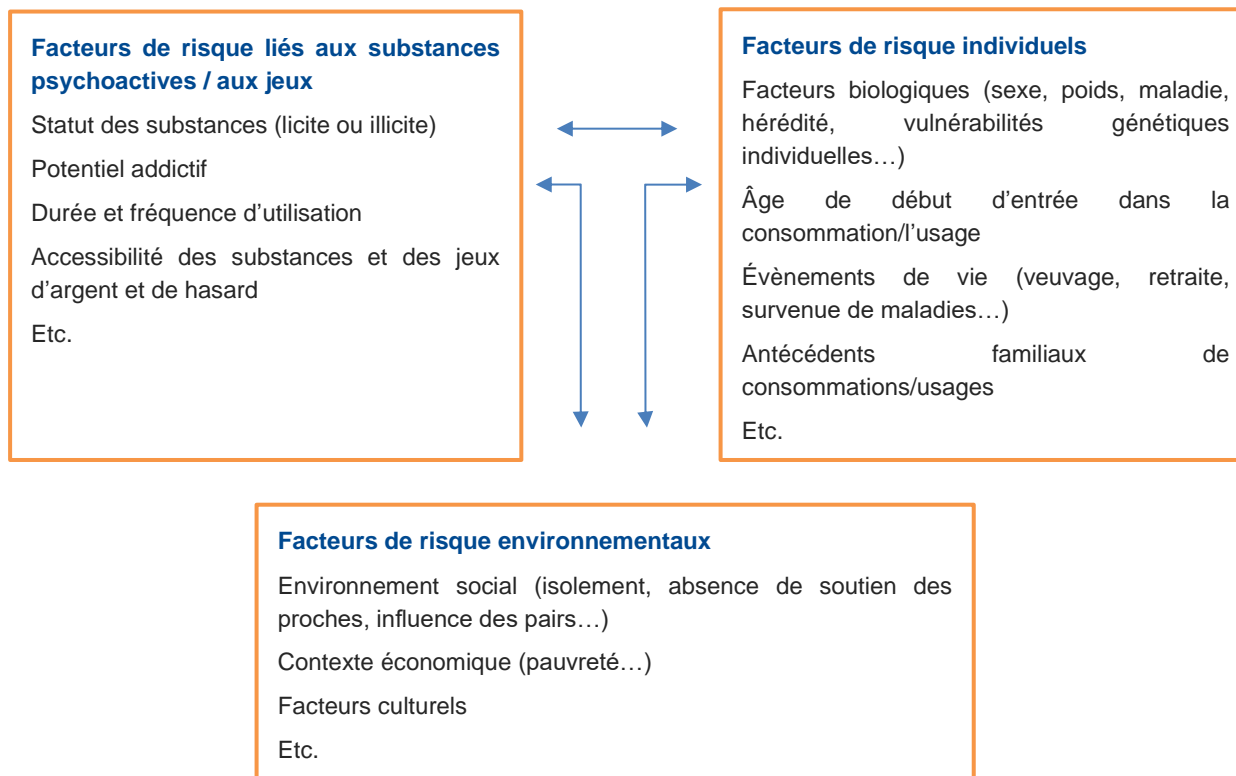 Facteurs de risque liés aux substances
psychoactives / aux jeux
Statut des substances (licite ou illicite)
Potentiel addictif
Durée et fréquence d’utilisation
Accessibilité des substances et des jeux
d’argent et de hasard
Etc.
Facteurs de risque individuels
Facteurs biologiques (sexe, poids, maladie,
hérédité, vulnérabilités génétiques
individuelles…)
Âge de début d’entrée dans la
consommation/l’usage
Évènements de vie (veuvage, retraite,
survenue de maladies…)
Antécédents familiaux de
consommations/usages
Etc.
Facteurs de risque environnementaux
Environnement social (isolement, absence de soutien des
proches, influence des pairs…)
Contexte économique (pauvreté…)
Facteurs culturels
Etc.